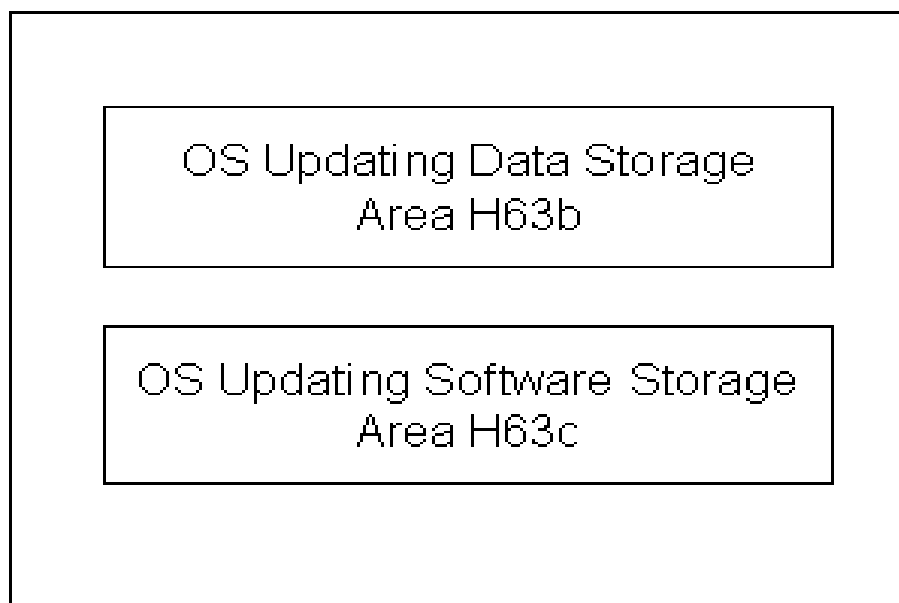 OS Updating Data Storage
Area H63b
OS Updating Software Storage
Area H63c